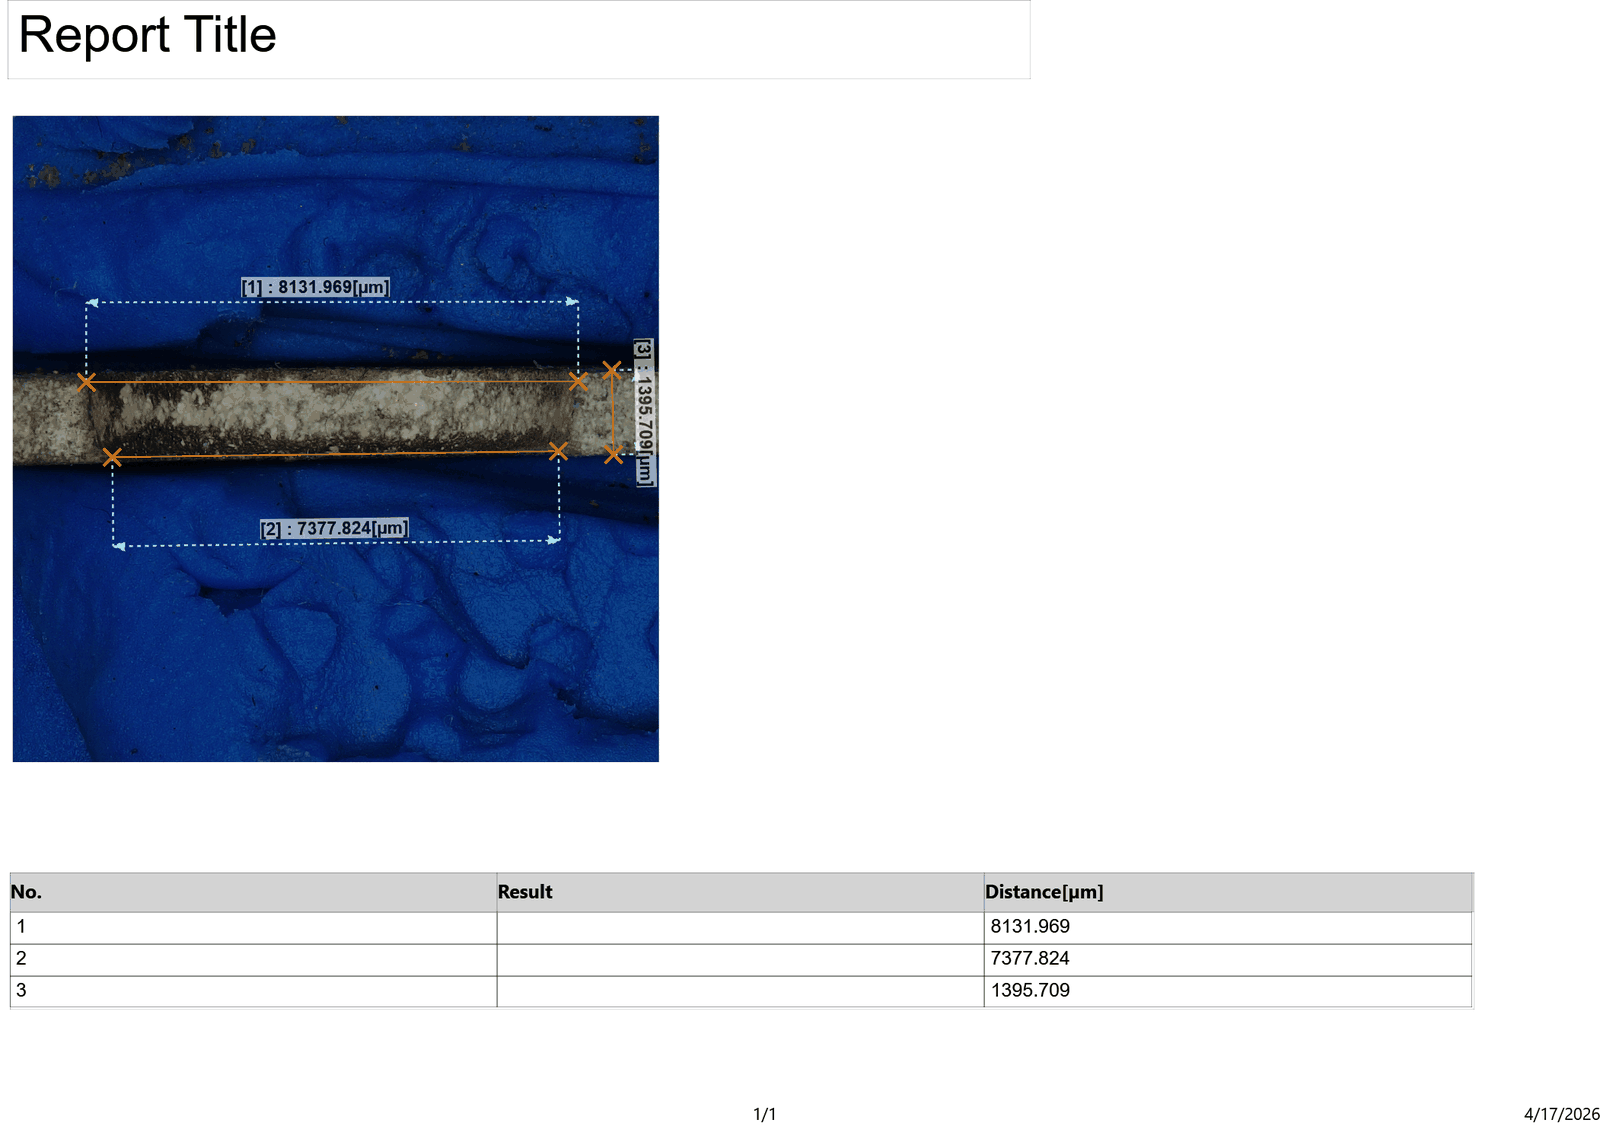 Report Title
[1] : 8131.969[µm]
[3] : 1395.709[µm]
[2] : 7377.824[µm]
No. Result Distance[µm]
1 8131.969
2 7377.824
3 1395.709
1/1 4/17/2026